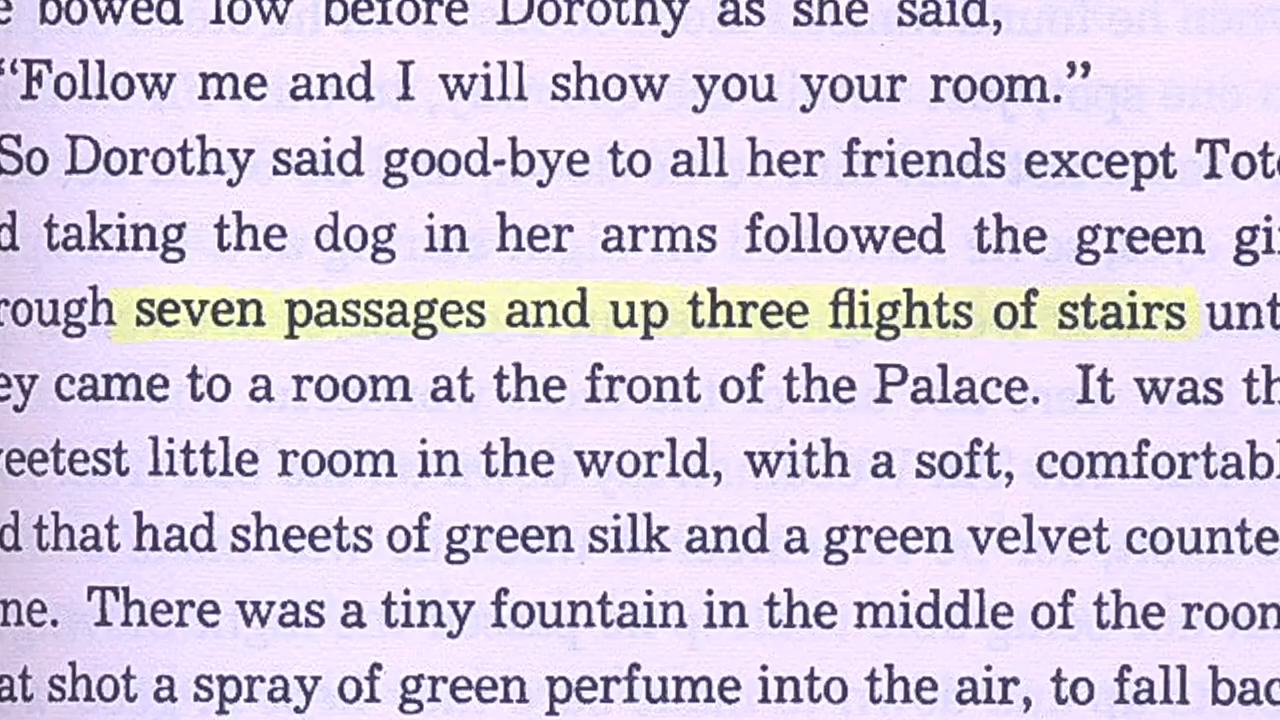 e bowed low before Dorothy as she said,
“Follow me and I will show you your room.”
So Dorothy said good-bye to all her friends except Toto
d taking the dog in her arms followed the green gi
rough seven passages and up three flights of stairs unt
ey came to a room at the front of the Palace. It was th
eetest little room in the world, with a soft, comfortabl
d that had sheets of green silk and a green velvet counte
ne. There was a tiny fountain in the middle of the room
at shot a spray of green perfume into the air, to fall bac